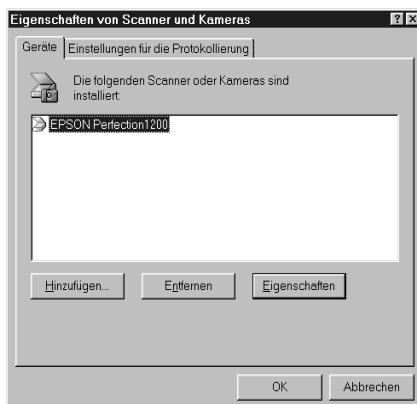 Eigenschaften von Scanner und Kameras
Geräte
Einstellungen für die Protokollierung
Die folgenden Scanner oder Kameras sind
installiert:
EPSON Perfection1200
Hinzufügen...
Entfernen
Eigenschaften
OK
Abbrechen